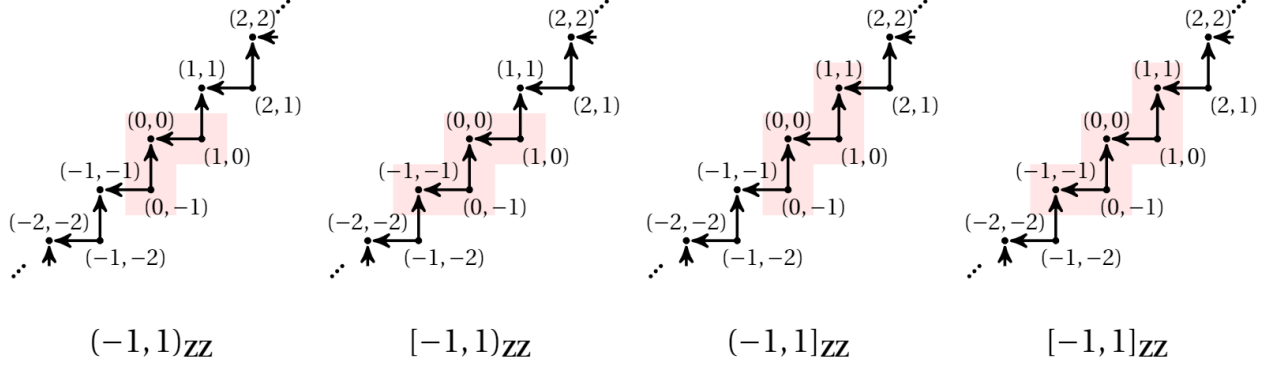 (2, 2) (2, 2) (2, 2) (2, 2)
(1, 1) (1, 1) (1, 1) (1, 1)
(2, 1) (2, 1) (2, 1) (2, 1)
(0, 0) (0, 0) (0, 0) (0, 0)
(1, 0) (1, 0) (1, 0) (1, 0)
(−1, −1) (−1, −1) (−1, −1) (−1, −1)
(0, −1) (0, −1) (0, −1) (0, −1)
(−2, −2) (−2, −2) (−2, −2) (−2, −2)
(−1, −2) (−1, −2) (−1, −2) (−1, −2)
(−1, 1)ZZ [−1, 1)ZZ (−1, 1]ZZ [−1, 1]ZZ